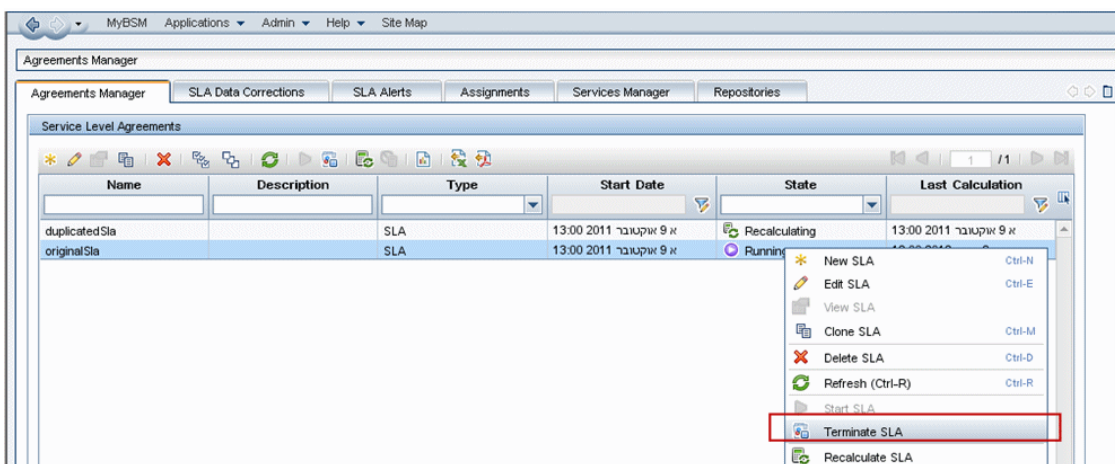 MyBSM Applications Admin Help Site Map
Agreements Manager
Agreements Manager SLA Data Corrections SLA Alerts Assignments Services Manager Repositories
Service Level Agreements
1 /1
Name Description Type Start Date State Last Calculation
duplicatedSla SLA א 9 אוקטובר 2011 13:00 Recalculating א 9 אוקטובר 2011 13:00
originalSla SLA א 9 אוקטובר 2011 13:00 Running
New SLA Ctrl-N
Edit SLA Ctrl-E
View SLA
Clone SLA Ctrl-M
Delete SLA Ctrl-D
Refresh (Ctrl-R) Ctrl-R
Start SLA
Terminate SLA
Recalculate SLA